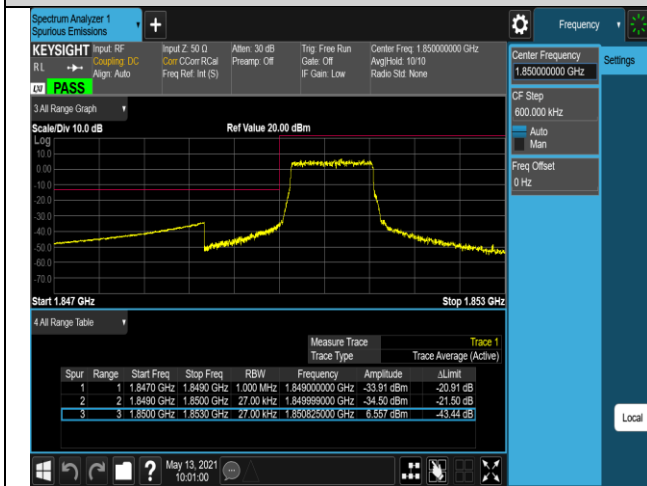 Spectrum Analyzer 1
Spurious Emissions
+
Frequency
KEYSIGHT Input: RF Input Z: 50 Ω Atten: 30 dB Trig: Free Run Center Freq: 1.850000000 GHz
RL Coupling: DC Corr CCorr RCal Preamp: Off Gate: Off Avg|Hold: 10/10
Align: Auto Freq Ref: Int (S) IF Gain: Low Radio Std: None
LXI PASS
Center Frequency
1.850000000 GHz
Settings
CF Step
600.000 kHz
Auto
Man
Freq Offset
0 Hz
3 All Range Graph
Scale/Div 10.0 dB Ref Value 20.00 dBm
Log
10.0
0.00
-10.0
-20.0
-30.0
-40.0
-50.0
-60.0
-70.0
Start 1.847 GHz Stop 1.853 GHz
4 All Range Table
Measure Trace Trace 1
Trace Type Trace Average (Active)
Spur Range Start Freq Stop Freq RBW Frequency Amplitude ΔLimit
1 1 1.8470 GHz 1.8490 GHz 1.000 MHz 1.849000000 GHz -33.91 dBm -20.91 dB
2 2 1.8490 GHz 1.8500 GHz 27.00 kHz 1.849999000 GHz -34.50 dBm -21.50 dB
3 3 1.8500 GHz 1.8530 GHz 27.00 kHz 1.850825000 GHz 6.557 dBm -43.44 dB
Local
? May 13, 2021
10:01:00